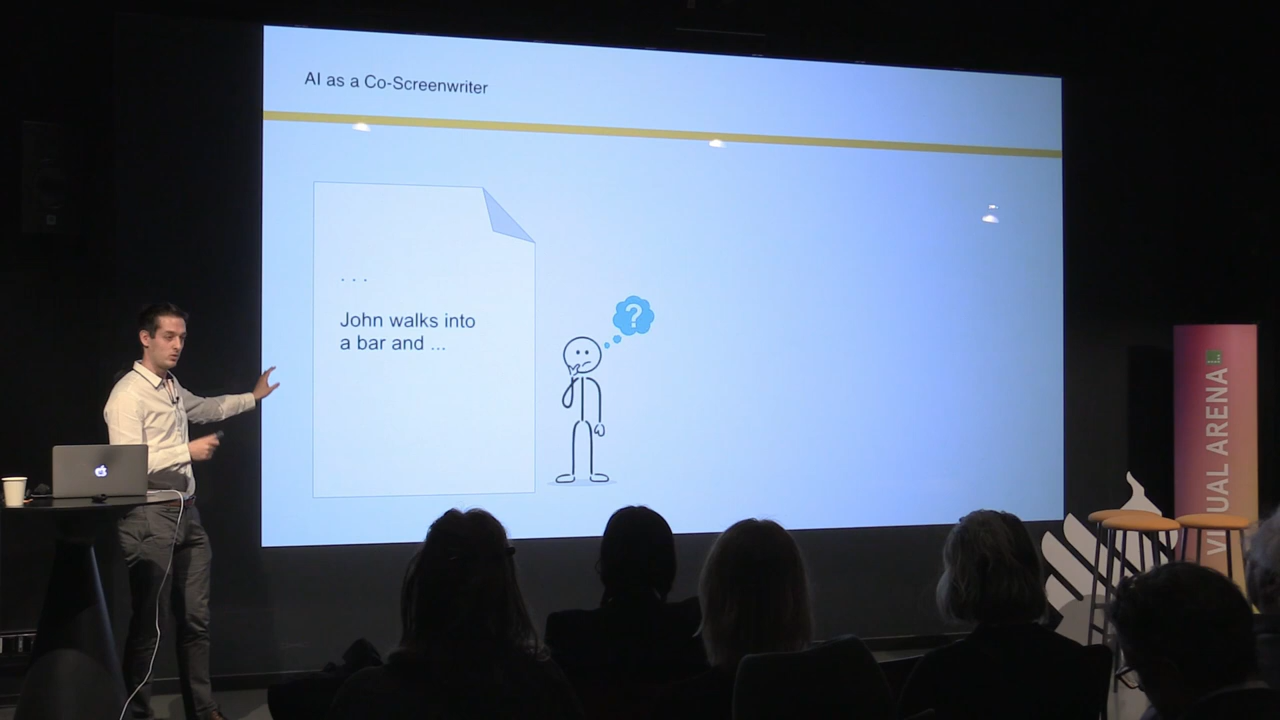 AI as a Co-Screenwriter
. . .
John walks into
a bar and ...
?
VISUAL ARENA